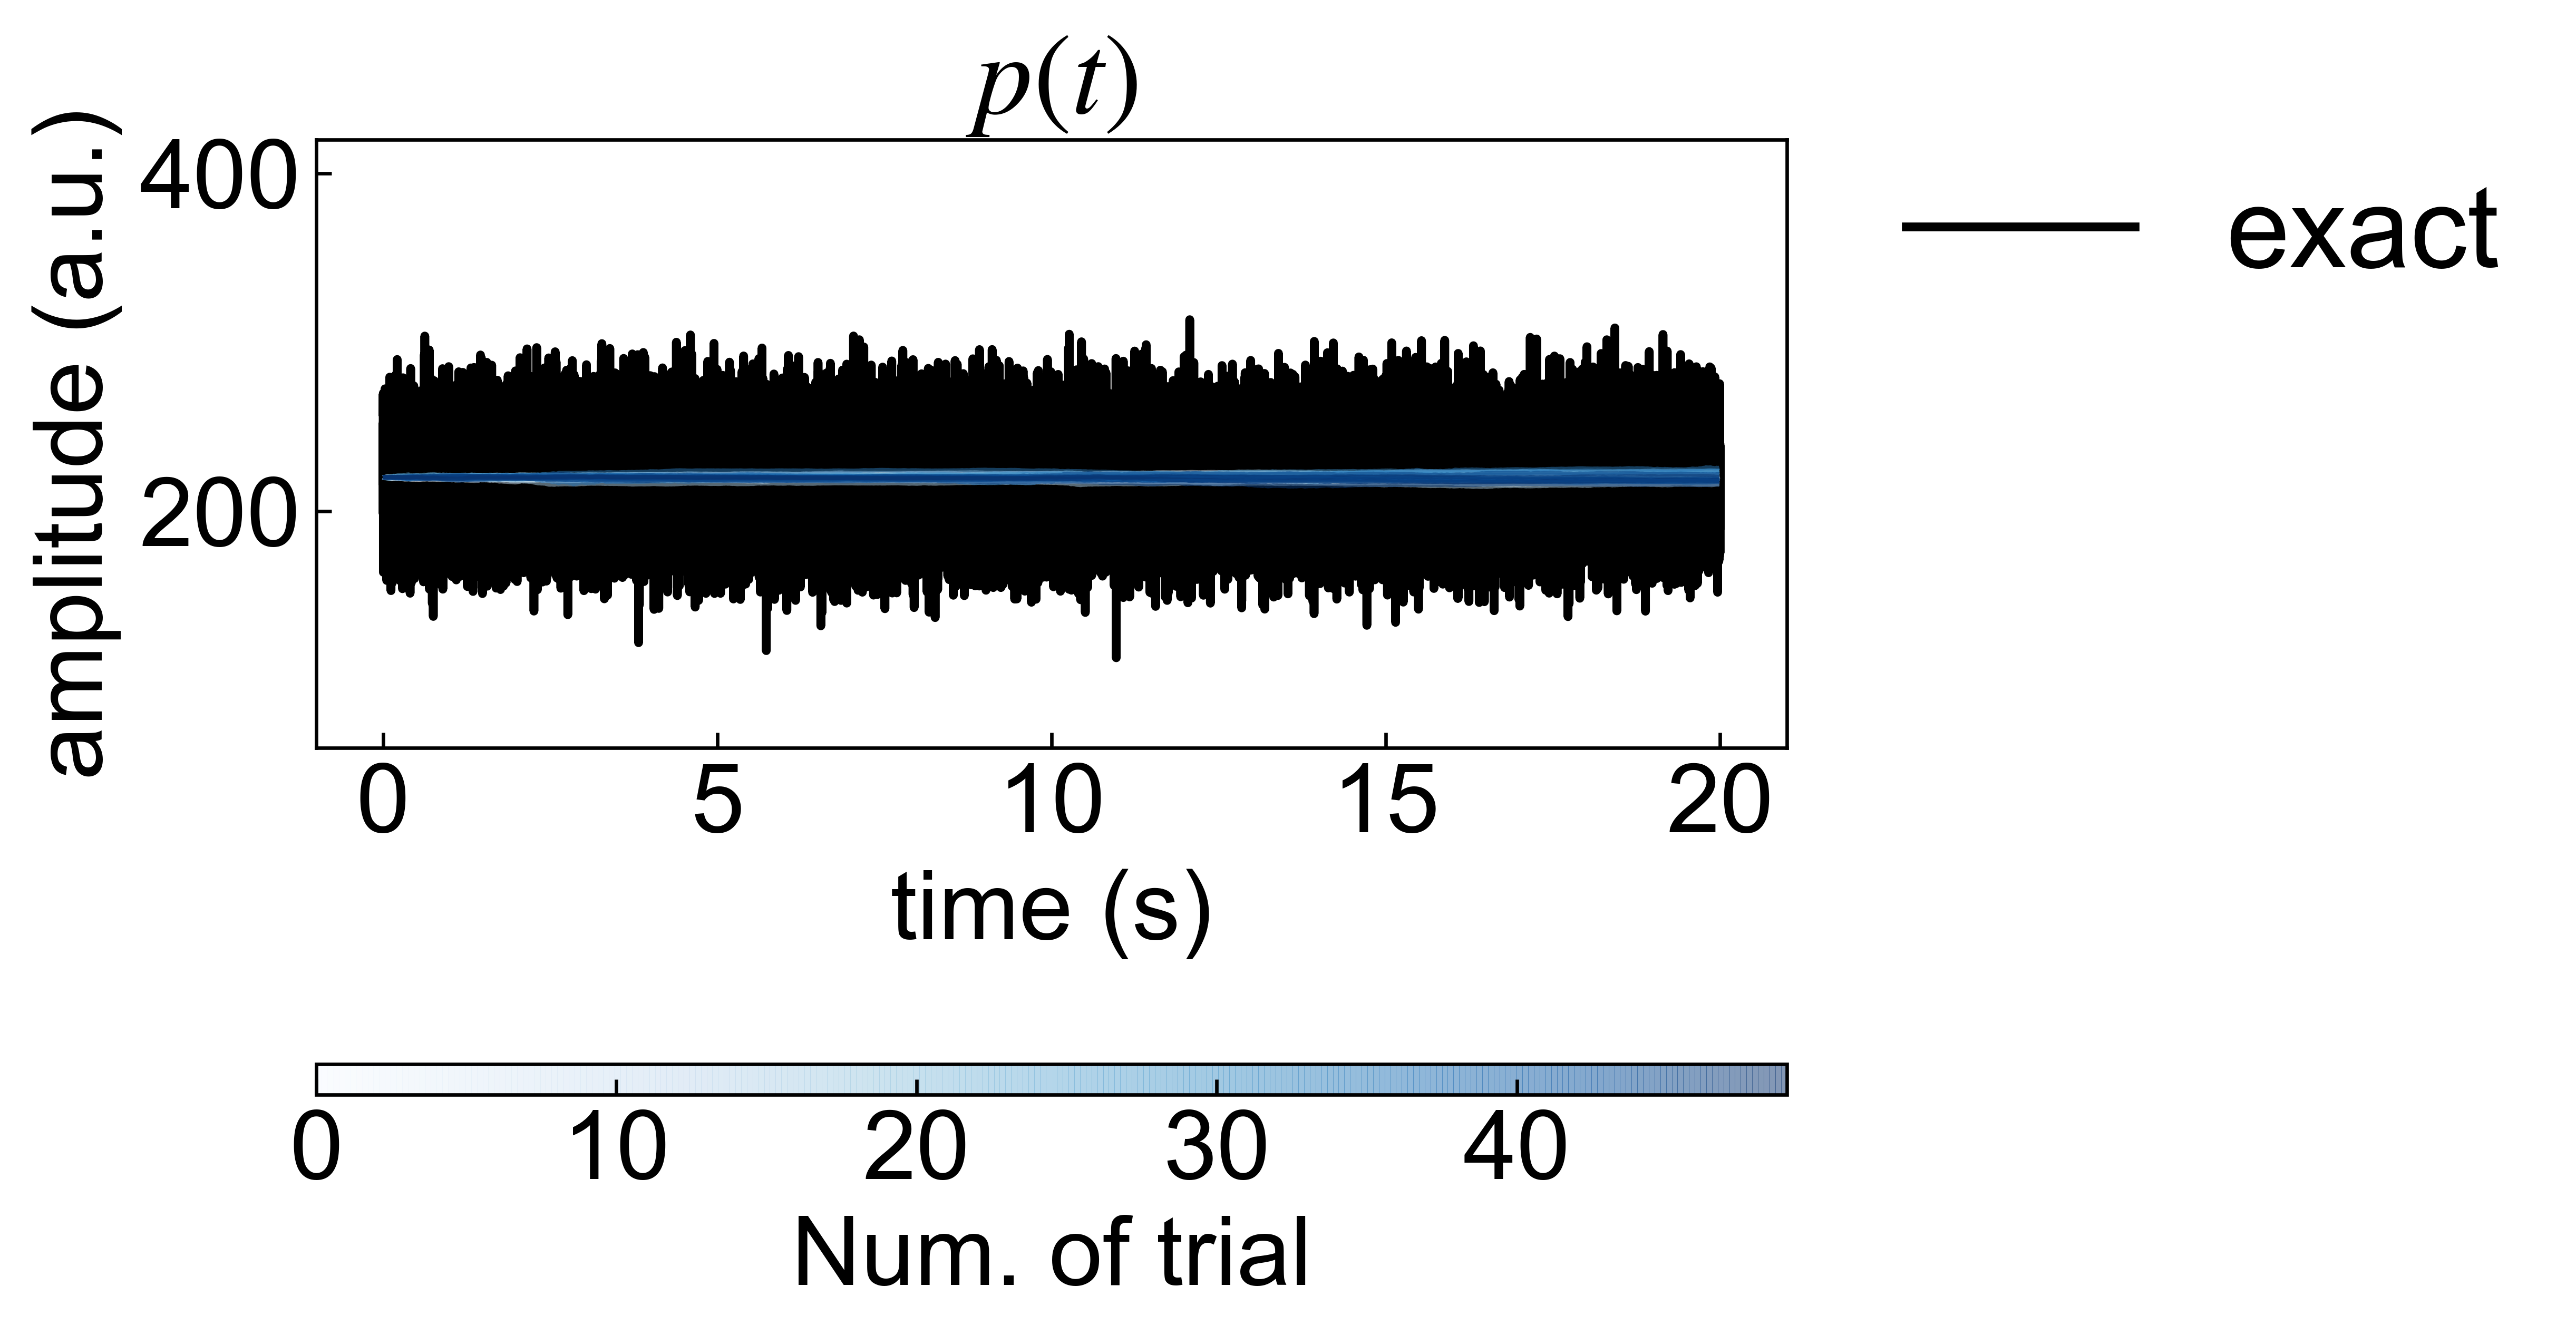 p(t)
amplitude (a.u.)
400
200
exact
0 5 10 15 20
time (s)
0 10 20 30 40
Num. of trial